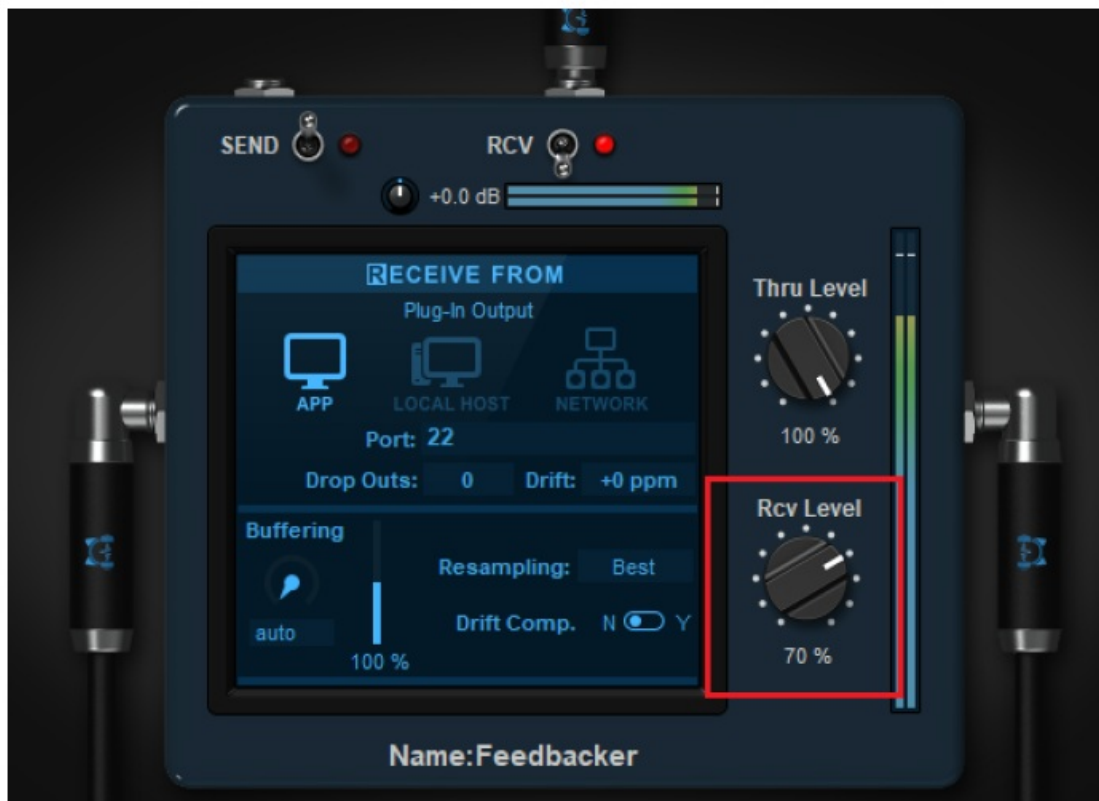 SEND
RCV
+0.0 dB
RECEIVE FROM
Plug-In Output
APP
LOCAL HOST
NETWORK
Port: 22
Drop Outs: 0 Drift: +0 ppm
Buffering
auto
100 %
Resampling: Best
Drift Comp. N Y
Thru Level
100 %
Rcv Level
70 %
Name:Feedbacker